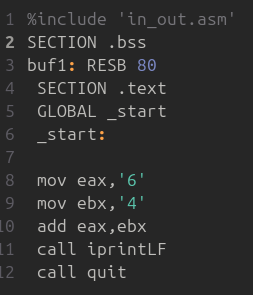 1 %include 'in_out.asm'
2 SECTION .bss
3 buf1: RESB 80
4  SECTION .text
5  GLOBAL _start
6  _start:
7
8  mov eax,'6'
9  mov ebx,'4'
10  add eax,ebx
11  call iprintLF
12  call quit